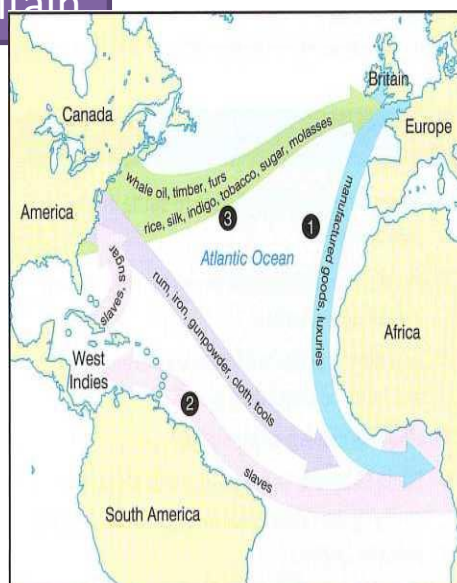 Britain
Canada
Europe
whale oil, timber, furs
rice, silk, indigo, tobacco, sugar, molasses
America
3
1
manufactured goods, luxuries
Atlantic Ocean
slaves, sugar
rum, iron, gunpowder, cloth, tools
Africa
West
Indies
2
slaves
South America